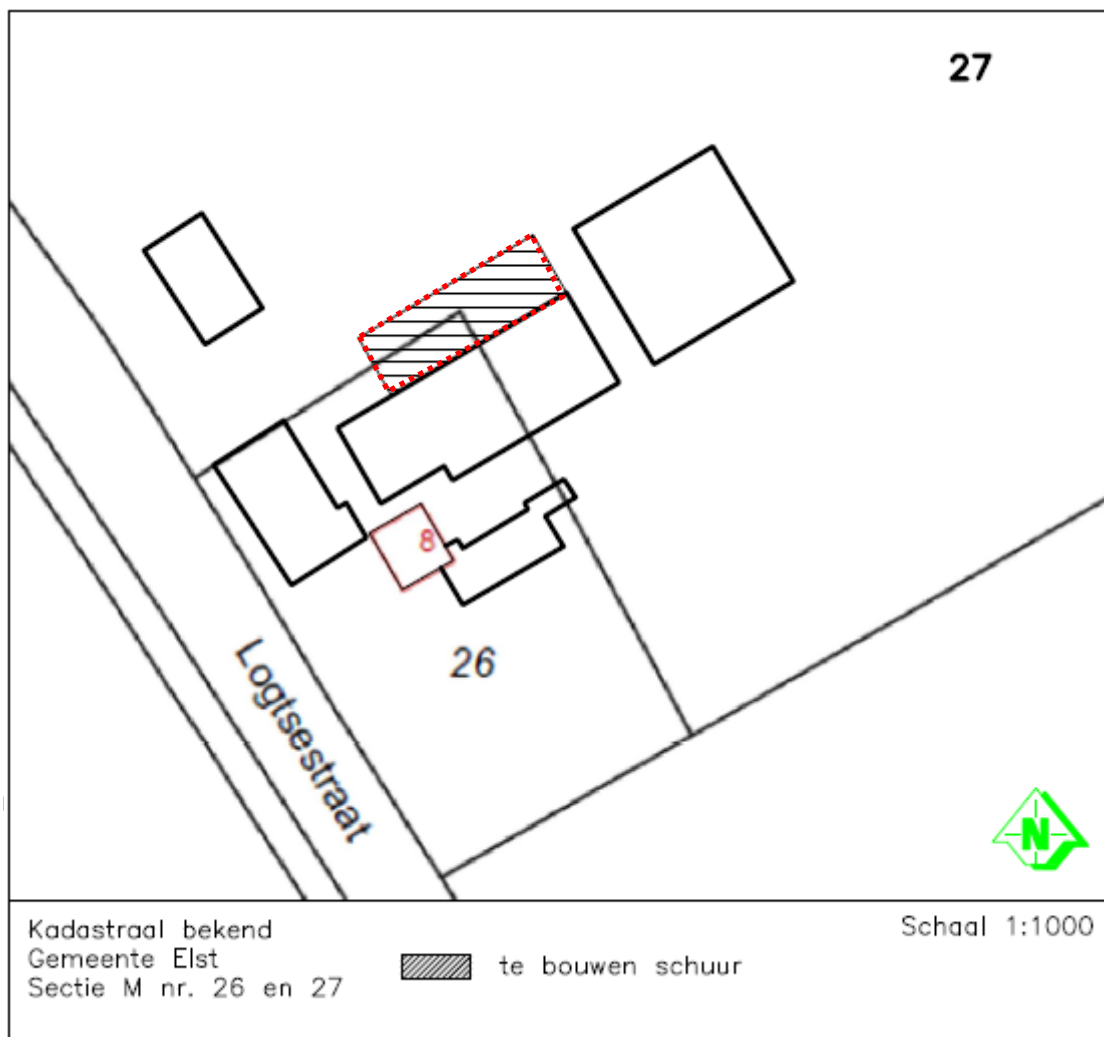 27
8
26
Logtsestraat
N
Kadastraal bekend
Gemeente Elst
Sectie M nr. 26 en 27
te bouwen schuur
Schaal 1:1000